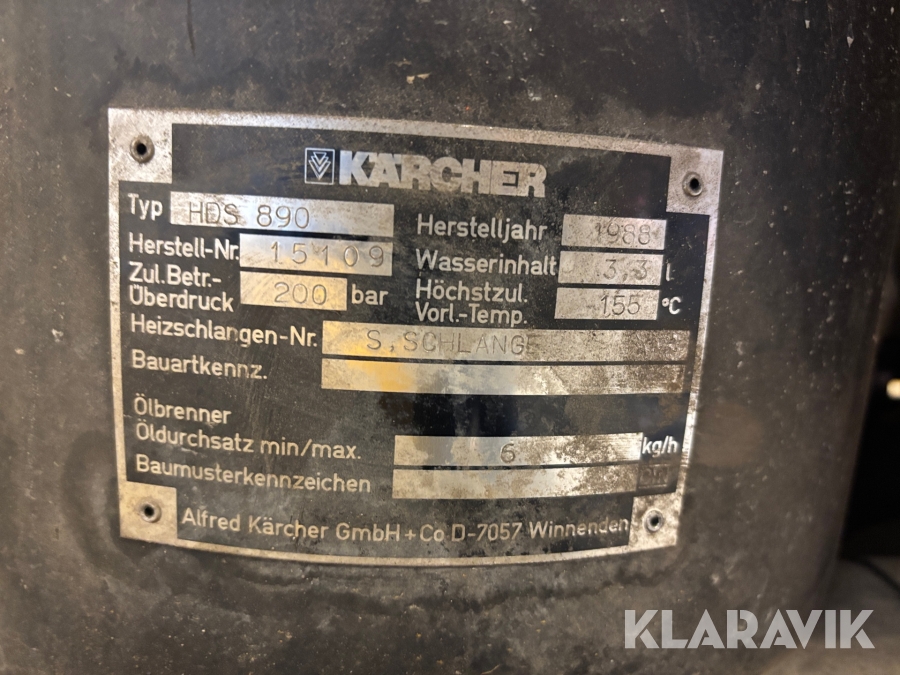 KÄRCHER
Typ HDS 890
Herstelljahr 1988
Herstell-Nr. 15109
Wasserinhalt 3,3 l
Zul.Betr.-
Überdruck 200 bar
Höchstzul.
Vorl.-Temp. 155 °C
Heizschlangen-Nr. S,SCHLANGE
Bauartkennz.
Ölbrenner
Öldurchsatz min/max. 6 kg/h
Baumusterkennzeichen
Alfred Kärcher GmbH+Co D-7057 Winnenden
KLARAVIK